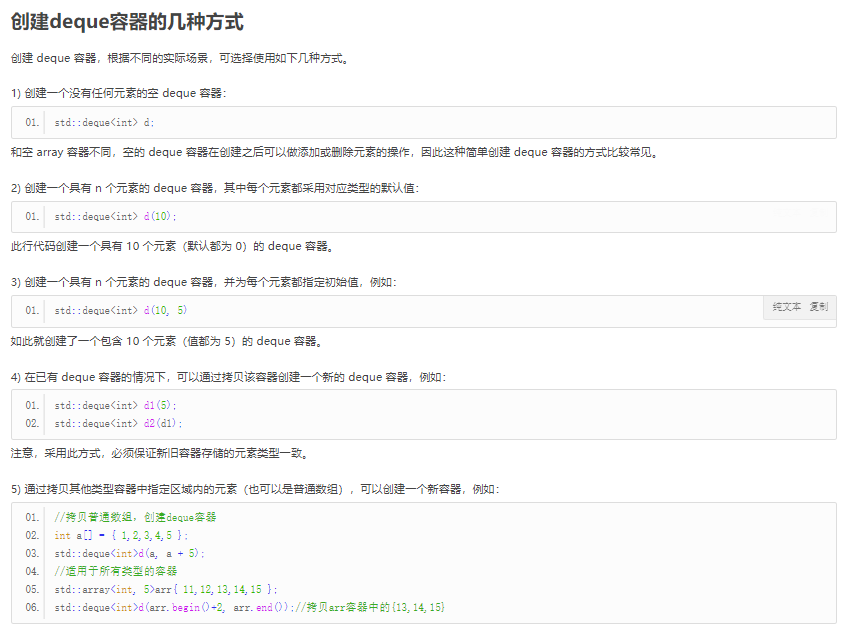 创建deque容器的几种方式
创建 deque 容器，根据不同的实际场景，可选择使用如下几种方式。
1) 创建一个没有任何元素的空 deque 容器：
01. std::deque<int> d;
和空 array 容器不同，空的 deque 容器在创建之后可以做添加或删除元素的操作，因此这种简单创建 deque 容器的方式比较常见。
2) 创建一个具有 n 个元素的 deque 容器，其中每个元素都采用对应类型的默认值：
01. std::deque<int> d(10);
此行代码创建一个具有 10 个元素（默认都为 0）的 deque 容器。
3) 创建一个具有 n 个元素的 deque 容器，并为每个元素都指定初始值，例如：
01. std::deque<int> d(10, 5)
纯文本 复制
如此就创建了一个包含 10 个元素（值都为 5）的 deque 容器。
4) 在已有 deque 容器的情况下，可以通过拷贝该容器创建一个新的 deque 容器，例如：
01. std::deque<int> d1(5);
02. std::deque<int> d2(d1);
注意，采用此方式，必须保证新旧容器存储的元素类型一致。
5) 通过拷贝其他类型容器中指定区域内的元素（也可以是普通数组），可以创建一个新容器，例如：
01. //拷贝普通数组，创建deque容器
02. int a[] = { 1,2,3,4,5 };
03. std::deque<int>d(a, a + 5);
04. //适用于所有类型的容器
05. std::array<int, 5>arr{ 11,12,13,14,15 };
06. std::deque<int>d(arr.begin()+2, arr.end());//拷贝arr容器中的{13,14,15}